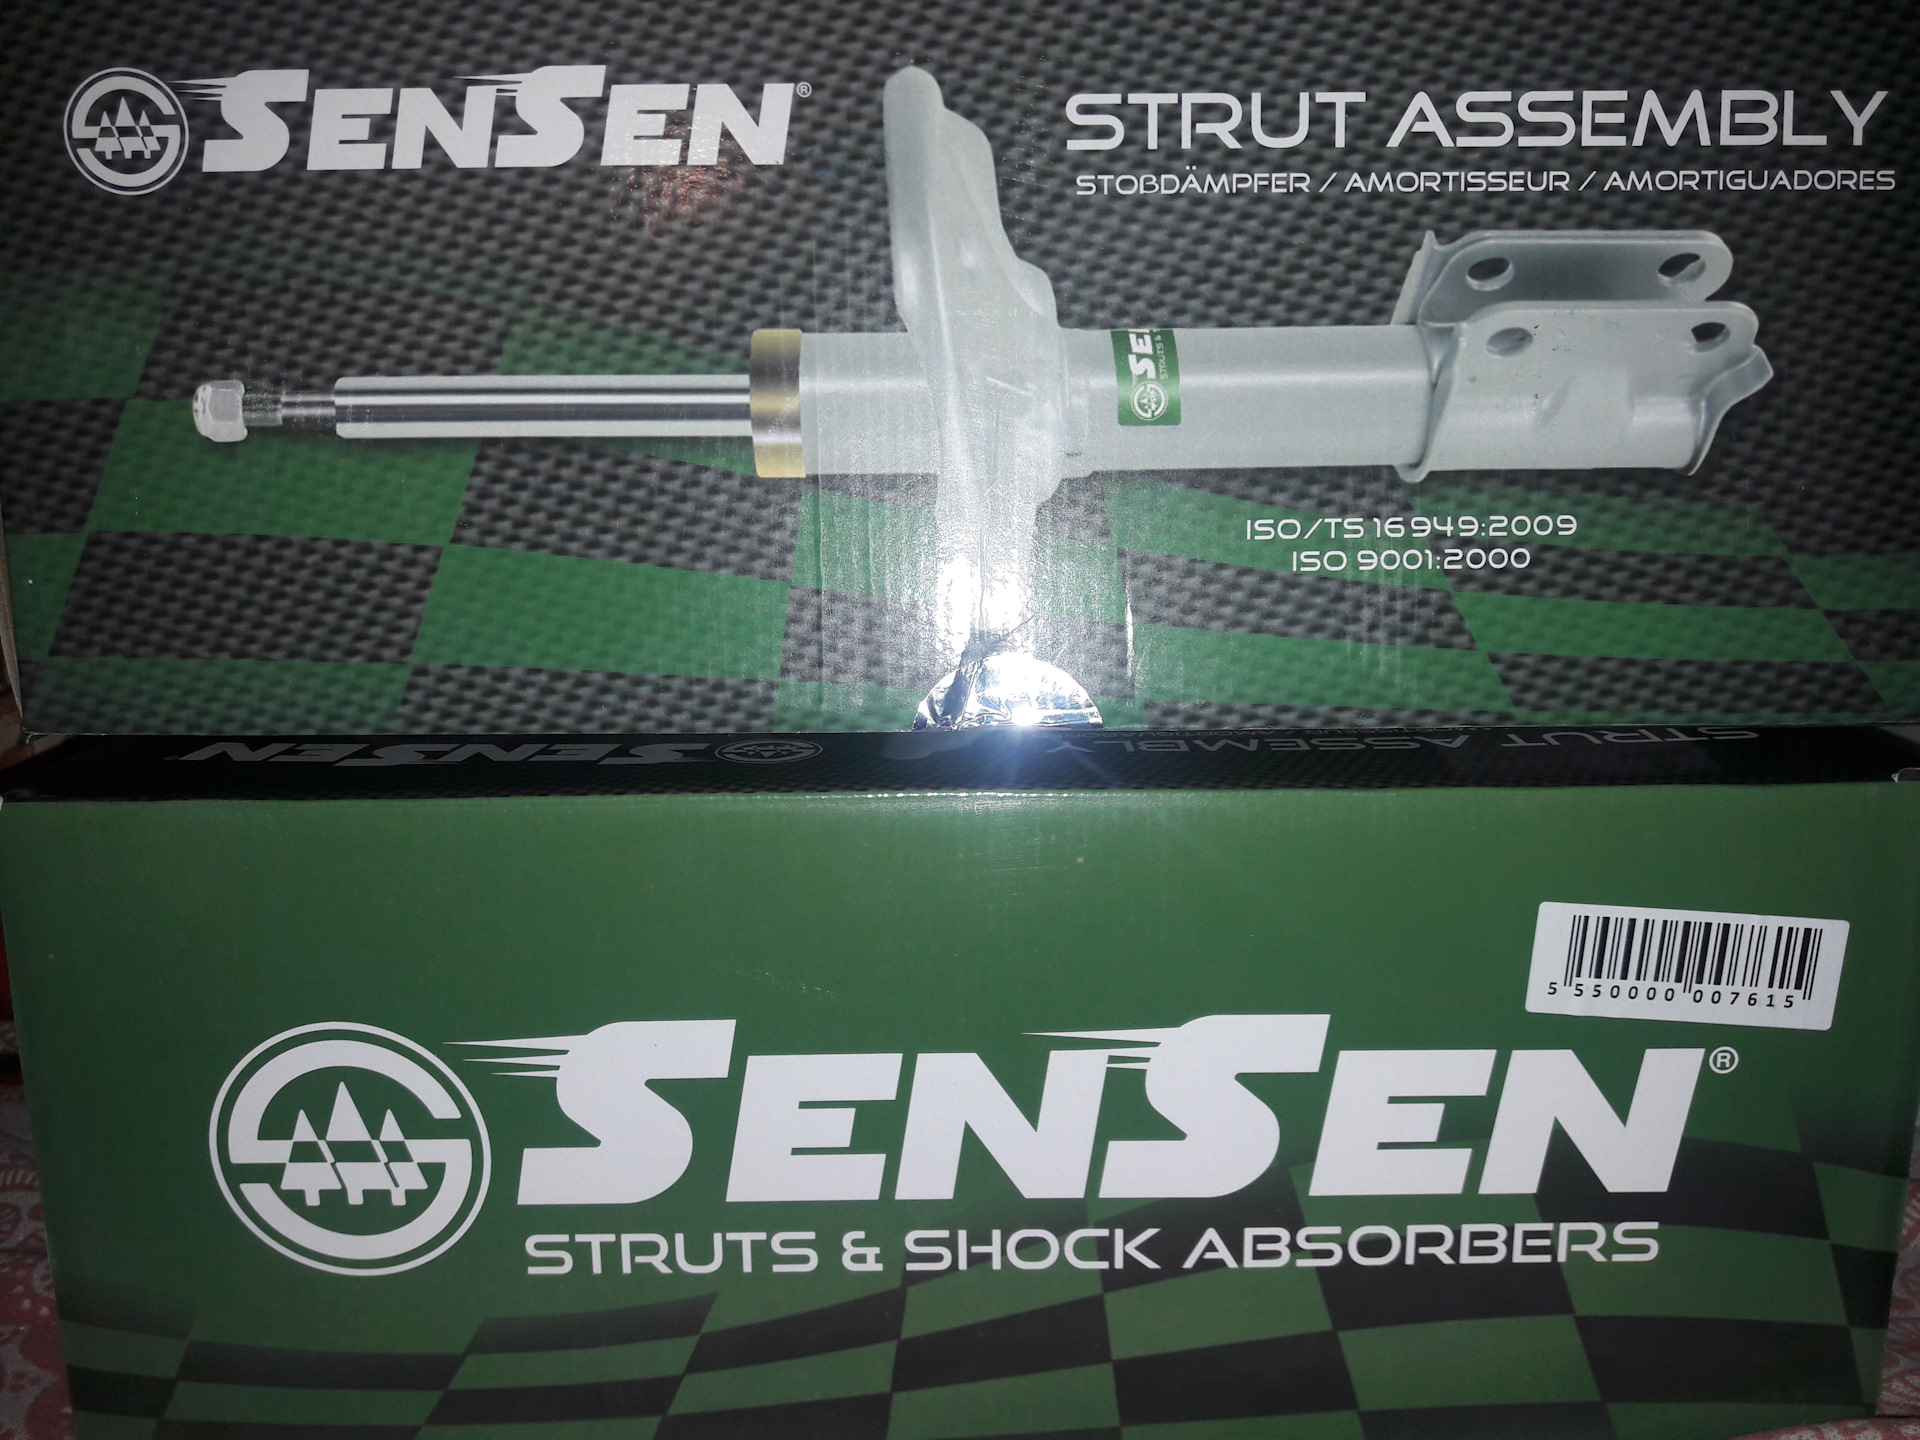 SENSEN®
STRUT ASSEMBLY
STOßDÄMPFER / AMORTISSEUR / AMORTIGUADORES
ISO/TS 16949:2009
ISO 9001:2000
SENSEN
STRUT ASSEMBLY
5 550000 007615
SENSEN®
STRUTS & SHOCK ABSORBERS